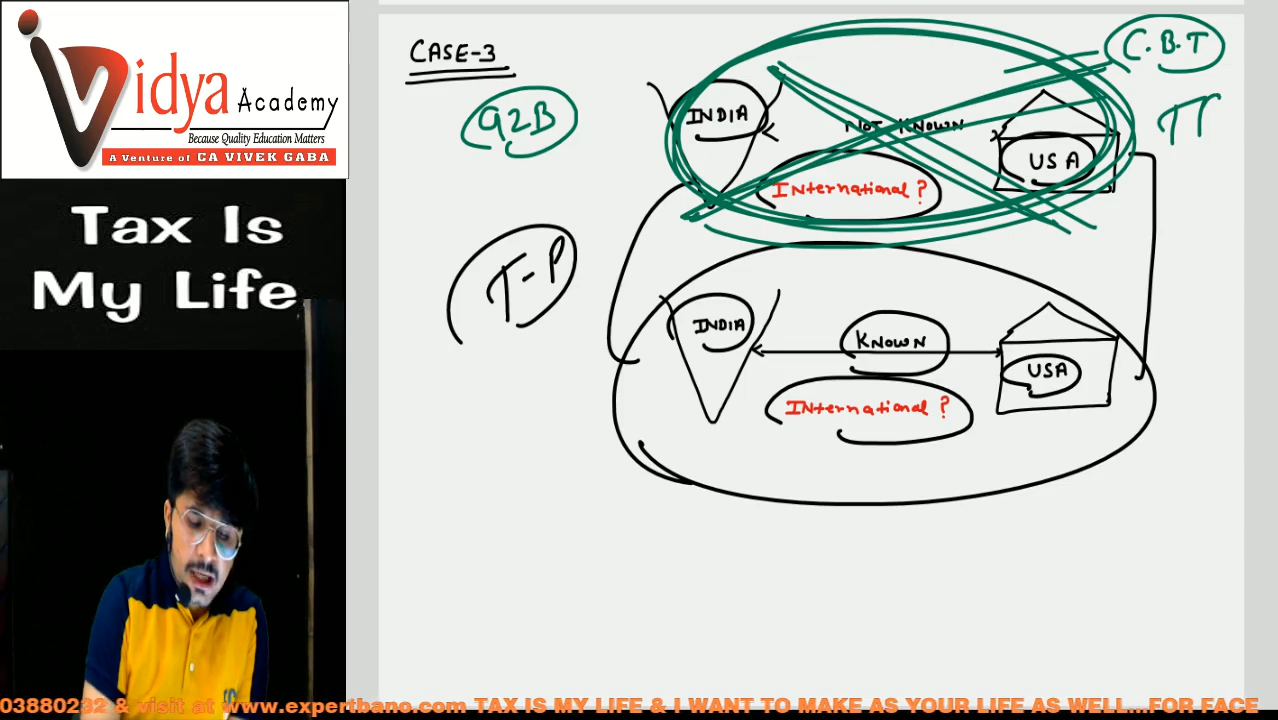 Vidya Academy
Because Quality Education Matters
A Venture of CA VIVEK GABA
Tax Is
My Life
CASE-3
92B
C.B.T
INDIA
NOT KNOWN
USA
INternational ?
T-P
INDIA
KNOWN
USA
INternational ?
03880232 & visit at www.expertbano.com TAX IS MY LIFE & I WANT TO MAKE AS YOUR LIFE AS WELL...FOR FACE